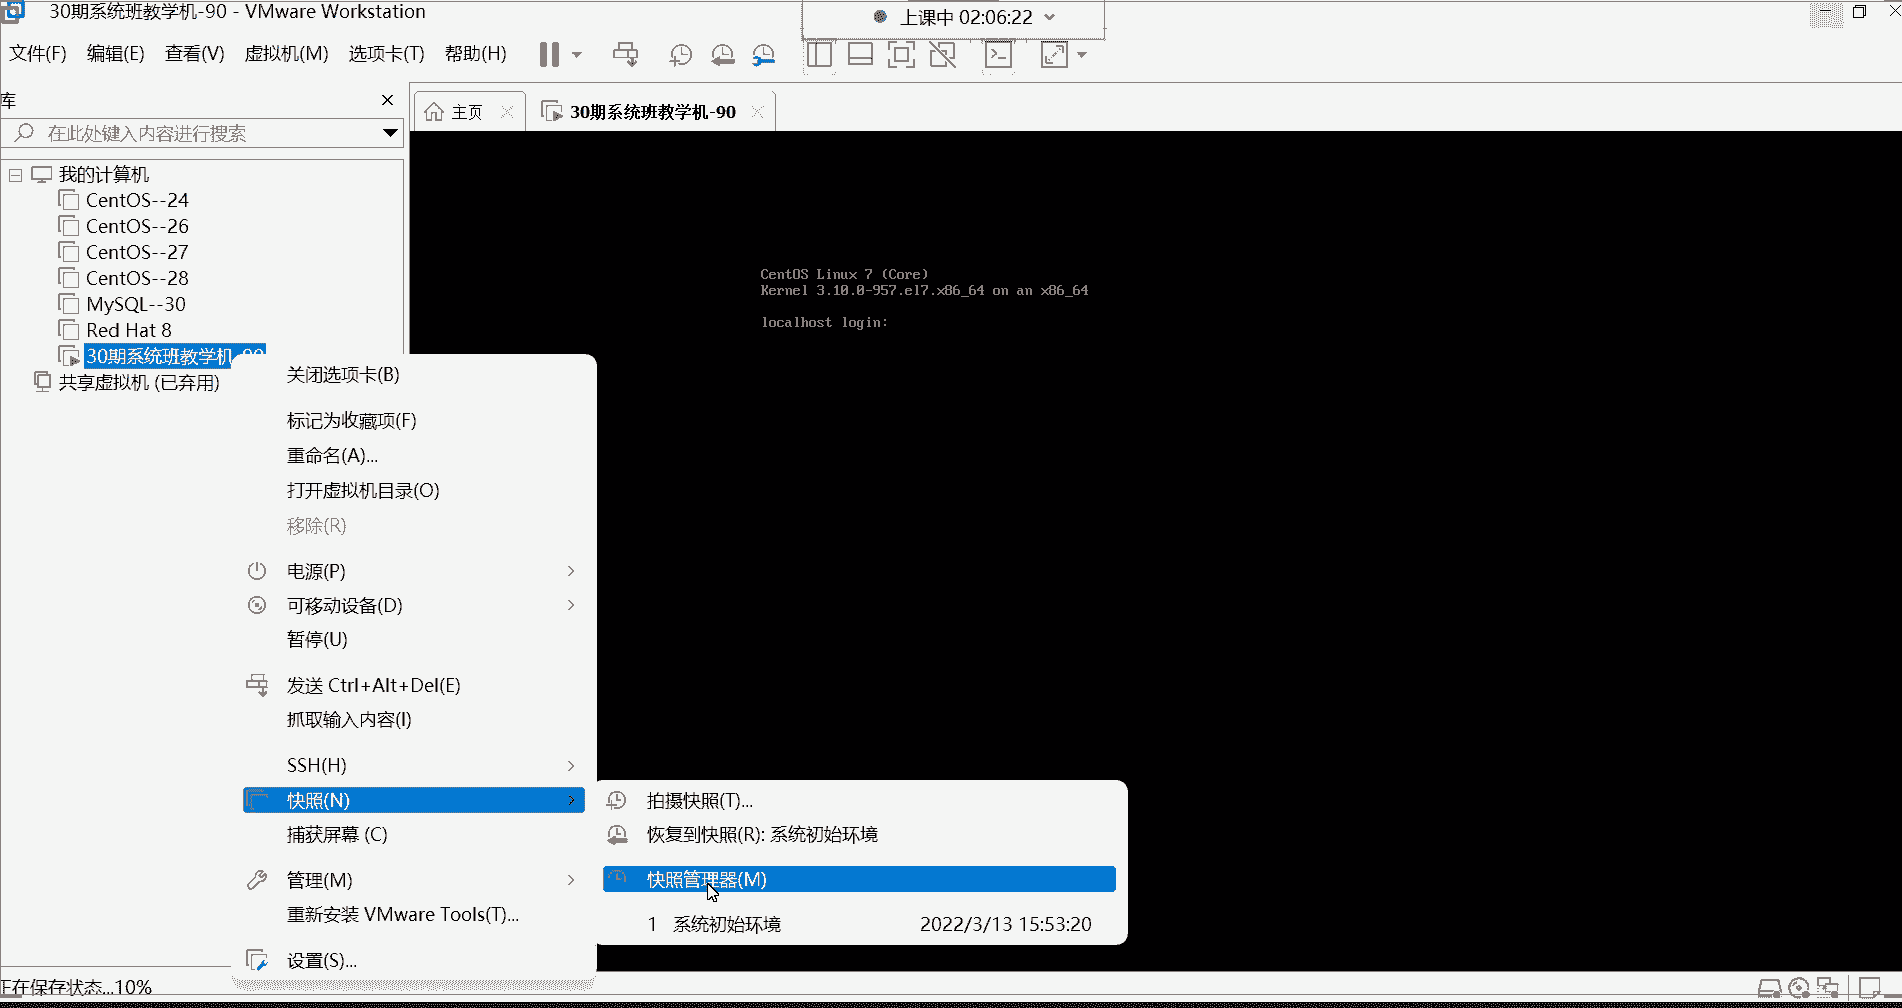 30期系统班教学机-90 - VMware Workstation
上课中 02:06:22
文件(F) 编辑(E) 查看(V) 虚拟机(M) 选项卡(T) 帮助(H)
库
在此处键入内容进行搜索
主页
30期系统班教学机-90
我的计算机
CentOS--24
CentOS--26
CentOS--27
CentOS--28
MySQL--30
Red Hat 8
30期系统班教学机-90
共享虚拟机 (已弃用)
CentOS Linux 7 (Core)
Kernel 3.10.0-957.el7.x86_64 on an x86_64
localhost login:
关闭选项卡(B)
标记为收藏项(F)
重命名(A)...
打开虚拟机目录(O)
移除(R)
电源(P)
可移动设备(D)
暂停(U)
发送 Ctrl+Alt+Del(E)
抓取输入内容(I)
SSH(H)
快照(N)
捕获屏幕 (C)
管理(M)
重新安装 VMware Tools(T)...
设置(S)...
拍摄快照(T)...
恢复到快照(R): 系统初始环境
快照管理器(M)
1 系统初始环境 2022/3/13 15:53:20
正在保存状态...10%